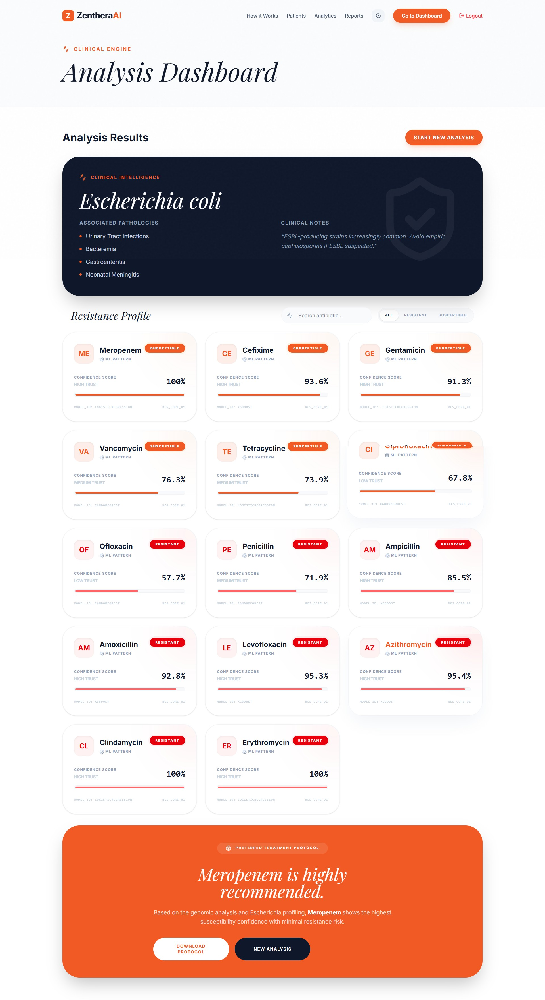 Z ZentheraAI
How it Works Patients Analytics Reports Go to Dashboard Logout
CLINICAL ENGINE
Analysis Dashboard
Analysis Results START NEW ANALYSIS
CLINICAL INTELLIGENCE
Escherichia coli
ASSOCIATED PATHOLOGIES
Urinary Tract Infections
Bacteremia
Gastroenteritis
Neonatal Meningitis
CLINICAL NOTES
"ESBL-producing strains increasingly common. Avoid empiric
cephalosporins if ESBL suspected."
Resistance Profile Search antibiotic... ALL RESISTANT SUSCEPTIBLE
ME Meropenem SUSCEPTIBLE
ML PATTERN
CONFIDENCE SCORE
HIGH TRUST 100%
MODEL_ID: LOGISTICREGRESSION RES_CORE_01
CE Cefixime SUSCEPTIBLE
ML PATTERN
CONFIDENCE SCORE
HIGH TRUST 93.6%
MODEL_ID: XGBOOST RES_CORE_01
GE Gentamicin SUSCEPTIBLE
ML PATTERN
CONFIDENCE SCORE
HIGH TRUST 91.3%
MODEL_ID: LOGISTICREGRESSION RES_CORE_01
VA Vancomycin SUSCEPTIBLE
ML PATTERN
CONFIDENCE SCORE
MEDIUM TRUST 76.3%
MODEL_ID: RANDOMFOREST RES_CORE_01
TE Tetracycline SUSCEPTIBLE
ML PATTERN
CONFIDENCE SCORE
MEDIUM TRUST 73.9%
MODEL_ID: LOGISTICREGRESSION RES_CORE_01
CI Ciprofloxacin SUSCEPTIBLE
ML PATTERN
CONFIDENCE SCORE
LOW TRUST 67.8%
MODEL_ID: RANDOMFOREST RES_CORE_01
OF Ofloxacin RESISTANT
ML PATTERN
CONFIDENCE SCORE
LOW TRUST 57.7%
MODEL_ID: RANDOMFOREST RES_CORE_01
PE Penicillin RESISTANT
ML PATTERN
CONFIDENCE SCORE
MEDIUM TRUST 71.9%
MODEL_ID: RANDOMFOREST RES_CORE_01
AM Ampicillin RESISTANT
ML PATTERN
CONFIDENCE SCORE
HIGH TRUST 85.5%
MODEL_ID: XGBOOST RES_CORE_01
AM Amoxicillin RESISTANT
ML PATTERN
CONFIDENCE SCORE
HIGH TRUST 92.8%
MODEL_ID: XGBOOST RES_CORE_01
LE Levofloxacin RESISTANT
ML PATTERN
CONFIDENCE SCORE
HIGH TRUST 95.3%
MODEL_ID: XGBOOST RES_CORE_01
AZ Azithromycin RESISTANT
ML PATTERN
CONFIDENCE SCORE
HIGH TRUST 95.4%
MODEL_ID: XGBOOST RES_CORE_01
CL Clindamycin RESISTANT
ML PATTERN
CONFIDENCE SCORE
HIGH TRUST 100%
MODEL_ID: LOGISTICREGRESSION RES_CORE_01
ER Erythromycin RESISTANT
ML PATTERN
CONFIDENCE SCORE
HIGH TRUST 100%
MODEL_ID: LOGISTICREGRESSION RES_CORE_01
PREFERRED TREATMENT PROTOCOL
Meropenem is highly
recommended.
Based on the genomic analysis and Escherichia profiling, Meropenem shows the highest
susceptibility confidence with minimal resistance risk.
DOWNLOAD
PROTOCOL
NEW ANALYSIS